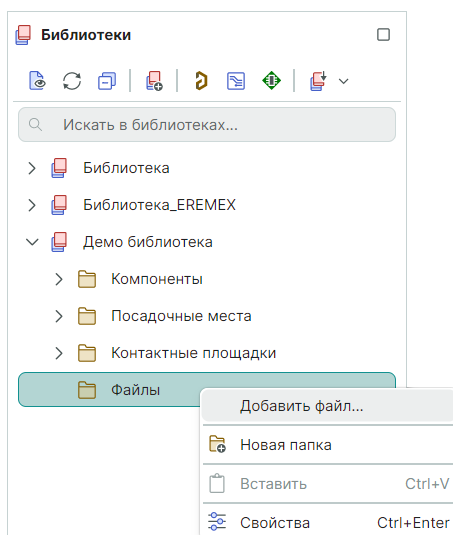 Библиотеки
Искать в библиотеках...
Библиотека
Библиотека_EREMEX
Демо библиотека
Компоненты
Посадочные места
Контактные площадки
Файлы
Добавить файл...
Новая папка
Вставить Ctrl+V
Свойства Ctrl+Enter